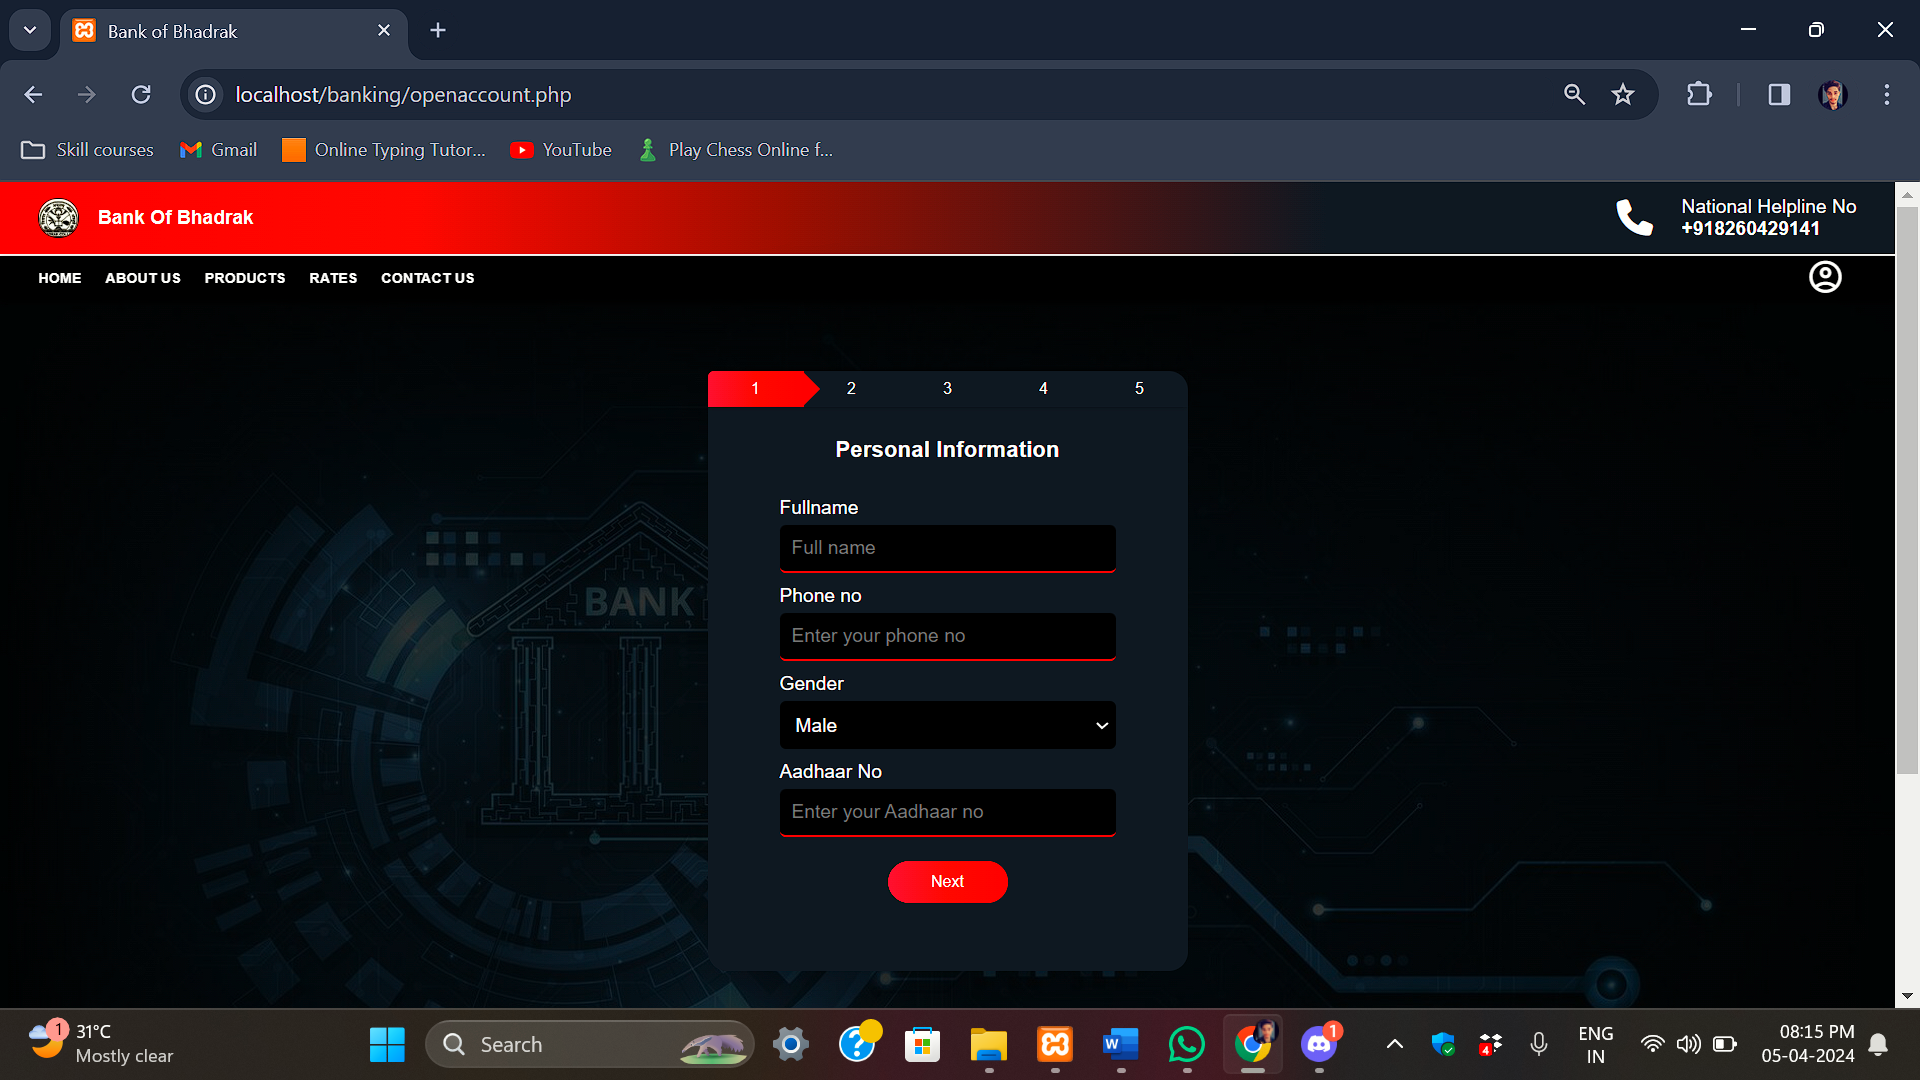 Bank of Bhadrak
localhost/banking/openaccount.php
Skill courses
Gmail
Online Typing Tutor...
YouTube
Play Chess Online f...
Bank Of Bhadrak
National Helpline No
+918260429141
HOME
ABOUT US
PRODUCTS
RATES
CONTACT US
1
2
3
4
5
Personal Information
Fullname
Full name
Phone no
Enter your phone no
Gender
Male
Aadhaar No
Enter your Aadhaar no
Next
BANK
1
31°C
Mostly clear
Search
W
1
4
ENG
IN
08:15 PM
05-04-2024